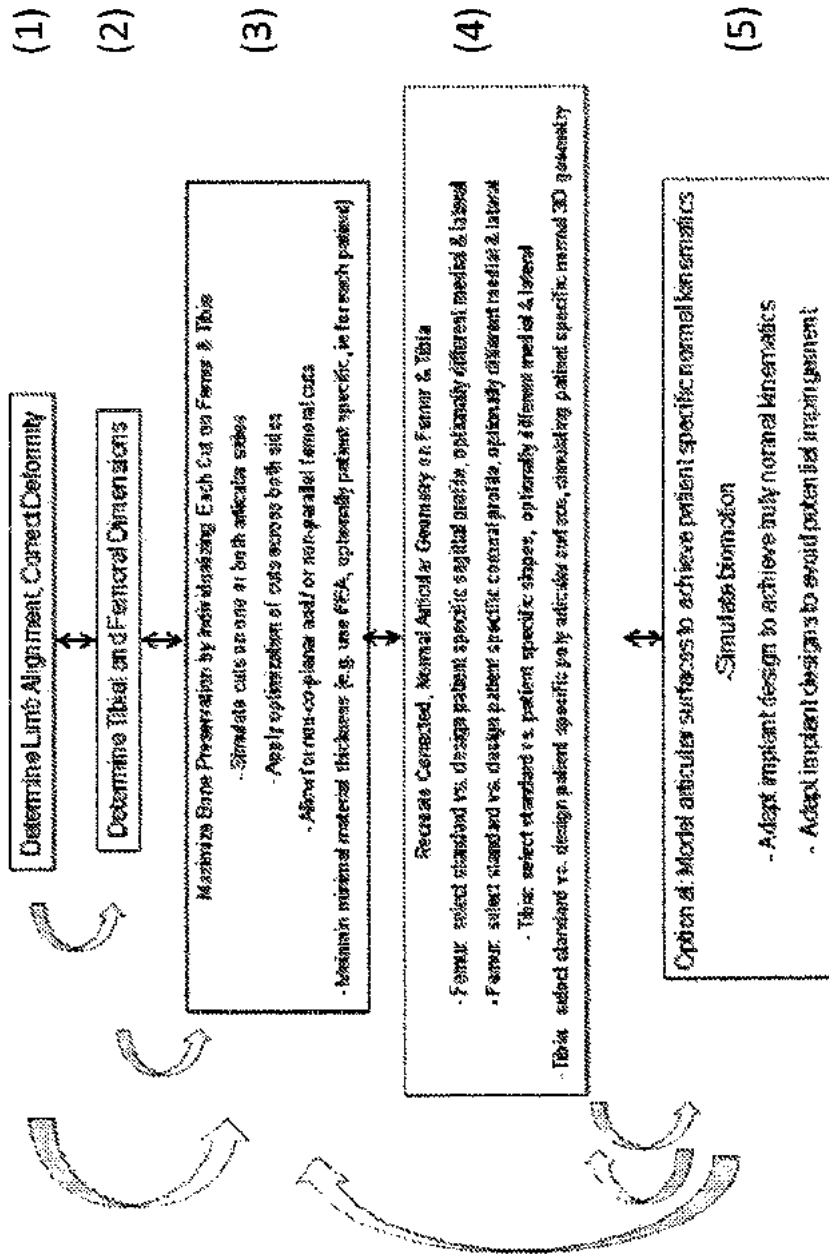 (1)
Determine Limb Alignment, Correct Deformity
(2)
Determine Tibial and Femoral Dimensions
(3)
Maximize Bone Preservation by Individualizing Each Cut on Femur & Tibia
- Simulate cuts on one or both articular sides
- Apply optimization of cuts across both sides
- Allow for non-co-planar and/or non-parallel femoral cuts
- Maintain minimal material thickness (e.g. use FEA, optionally patient specific, ie for each patient)
(4)
Recreate Corrected, Normal Articular Geometry on Femur & Tibia
- Femur: select standard vs. design patient specific sagittal profile, optionally different medial & lateral
- Femur: select standard vs. design patient specific coronal profile, optionally different medial & lateral
- Tibia: select standard vs. patient specific slopes, optionally different medial & lateral
- Tibia: select standard vs. design patient specific poly articular surface, simulating patient specific normal 3D geometry
(5)
Optional: Model articular surfaces to achieve patient specific normal kinematics
-Simulate biomotion
- Adapt implant design to achieve truly normal kinematics
- Adapt implant designs to avoid potential impingement